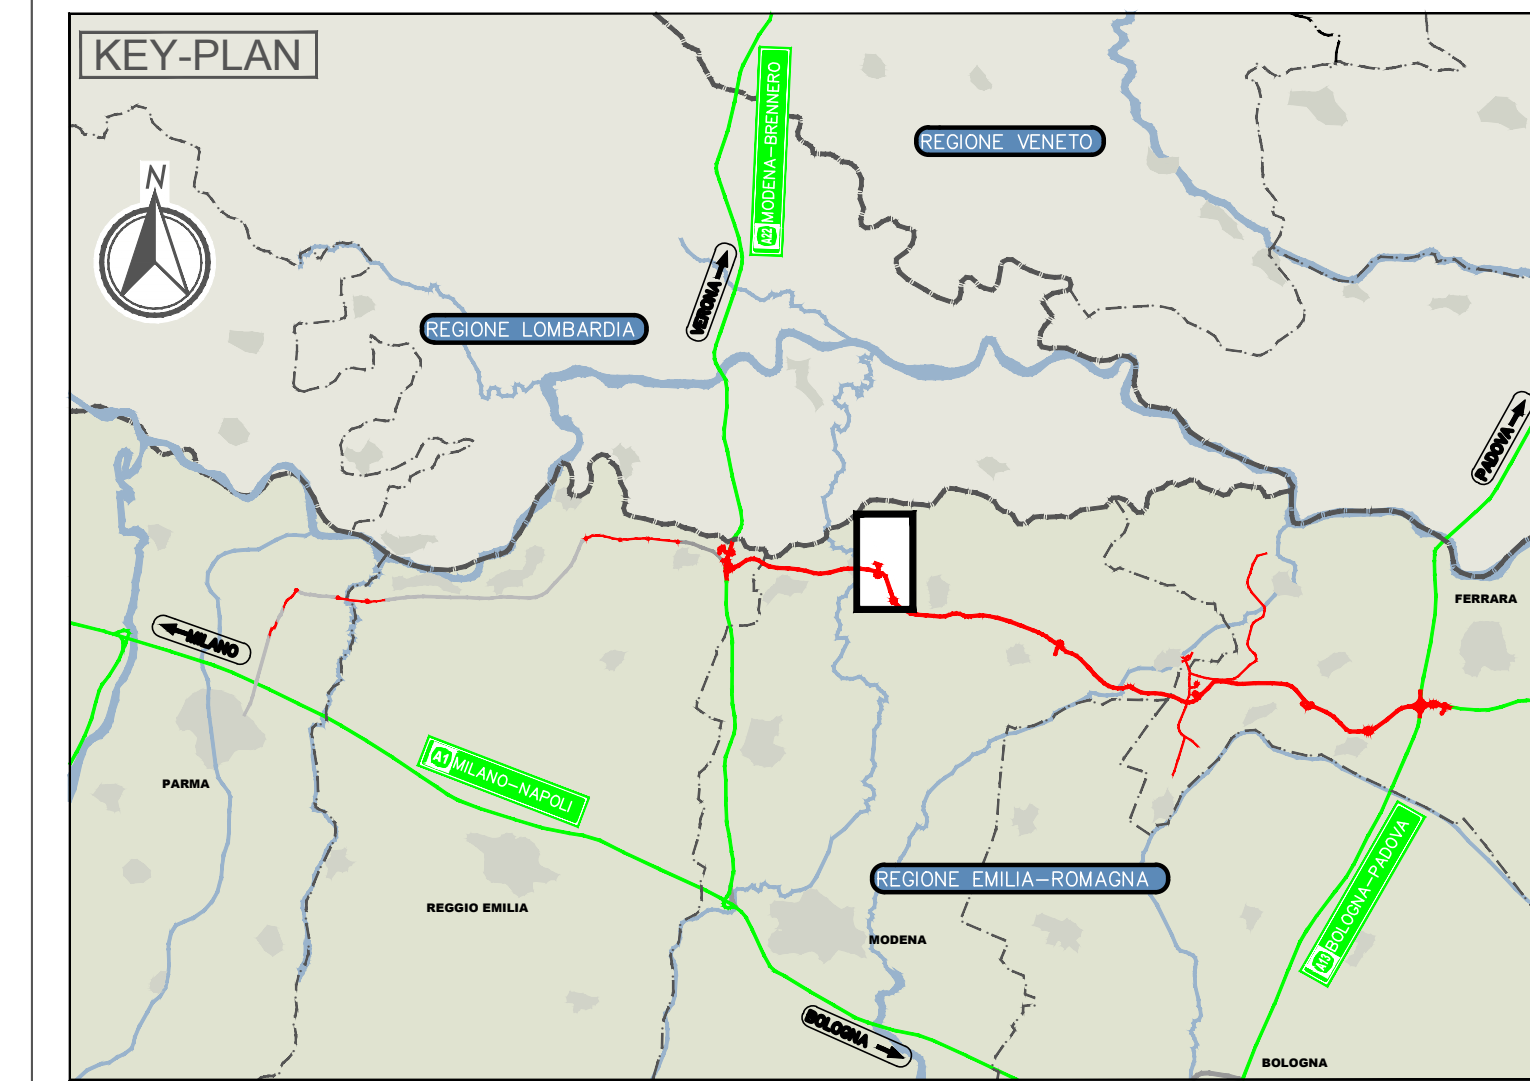 KEY-PLAN
N
A22 MODENA-BRENNERO
REGIONE VENETO
VERONA
REGIONE LOMBARDIA
PADOVA
FERRARA
MILANO
PARMA
A1 MILANO-NAPOLI
REGGIO EMILIA
REGIONE EMILIA-ROMAGNA
MODENA
A13 BOLOGNA-PADOVA
BOLOGNA
BOLOGNA